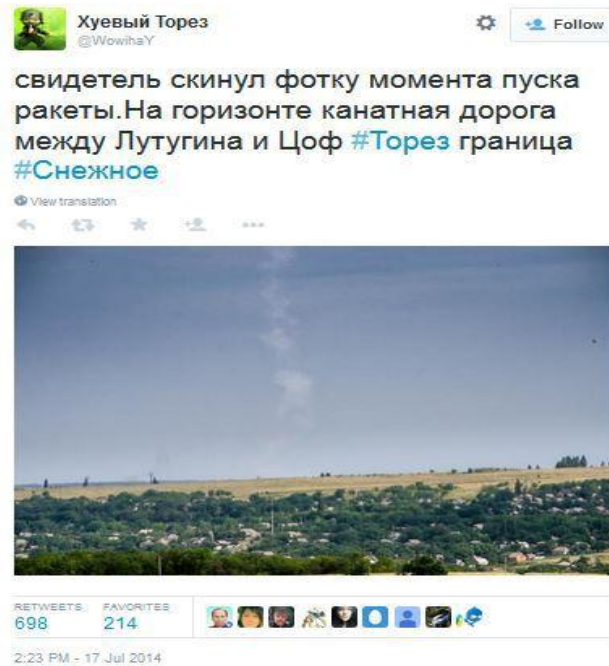 Хуевый Торез
@WowihaY
Follow
свидетель скинул фотку момента пуска
ракеты.На горизонте канатная дорога
между Лутугина и Цоф #Торез граница
#Снежное
View translation
RETWEETS FAVORITES
698 214
2:23 PM - 17 Jul 2014